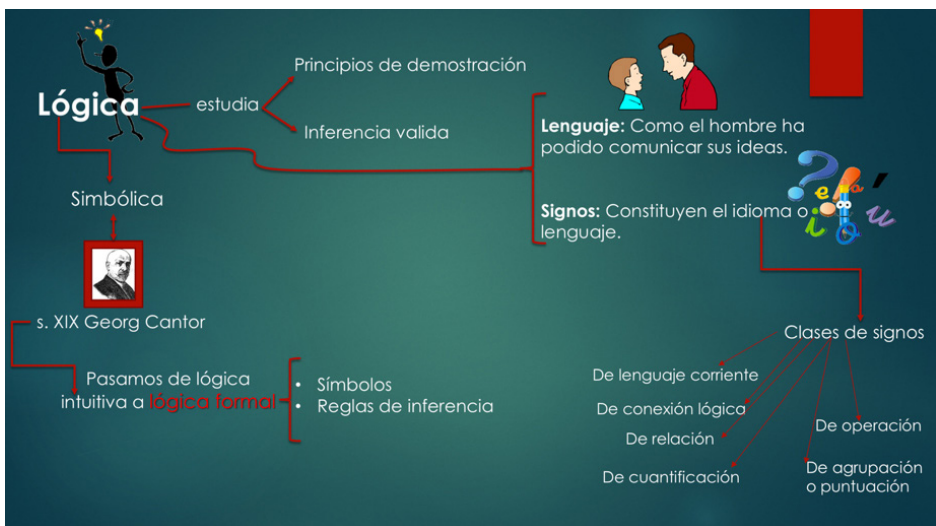 Lógica
estudia
Principios de demostración
Inferencia valida
Lenguaje: Como el hombre ha
podido comunicar sus ideas.
Signos: Constituyen el idioma o
lenguaje.
Simbólica
s. XIX Georg Cantor
Pasamos de lógica
intuitiva a lógica formal
• Símbolos
• Reglas de inferencia
Clases de signos
De lenguaje corriente
De conexión lógica
De relación
De cuantificación
De operación
De agrupación
o puntuación